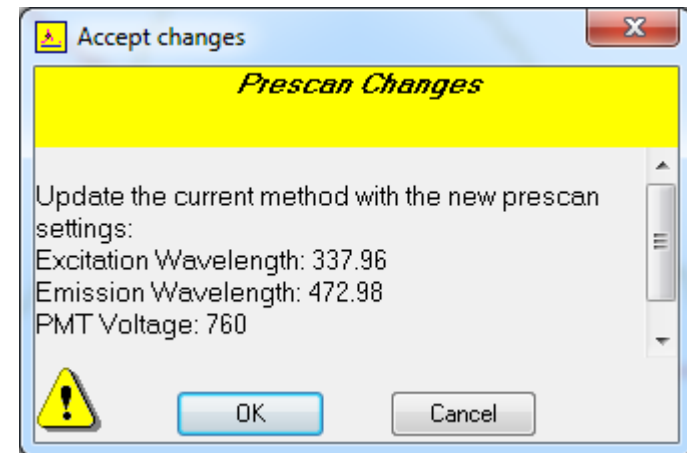 Accept changes
Prescan Changes
Update the current method with the new prescan
settings:
Excitation Wavelength: 337.96
Emission Wavelength: 472.98
PMT Voltage: 760
OK
Cancel